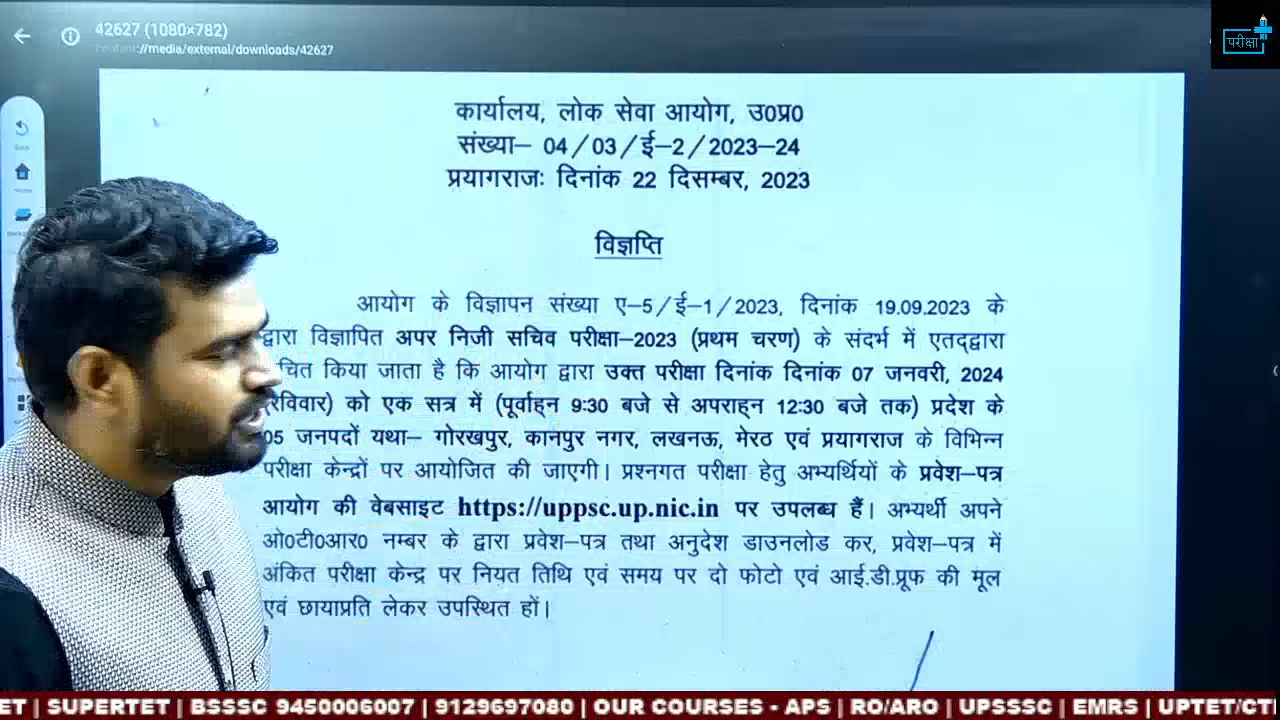 42627 (1080×782)
://media/external/downloads/42627
परीक्षा
कार्यालय, लोक सेवा आयोग, उ0प्र0
संख्या– 04/03/ई–2/2023–24
प्रयागराजः दिनांक 22 दिसम्बर, 2023
विज्ञप्ति
आयोग के विज्ञापन संख्या ए–5/ई–1/2023, दिनांक 19.09.2023 के
द्वारा विज्ञापित अपर निजी सचिव परीक्षा–2023 (प्रथम चरण) के संदर्भ में एतद्द्वारा
चित किया जाता है कि आयोग द्वारा उक्त परीक्षा दिनांक दिनांक 07 जनवरी, 2024
(रविवार) को एक सत्र में (पूर्वाह्न 9:30 बजे से अपराह्न 12:30 बजे तक) प्रदेश के
05 जनपदों यथा– गोरखपुर, कानपुर नगर, लखनऊ, मेरठ एवं प्रयागराज के विभिन्न
परीक्षा केन्द्रों पर आयोजित की जाएगी। प्रश्नगत परीक्षा हेतु अभ्यर्थियों के प्रवेश–पत्र
आयोग की वेबसाइट https://uppsc.up.nic.in पर उपलब्ध हैं। अभ्यर्थी अपने
ओ0टी0आर0 नम्बर के द्वारा प्रवेश–पत्र तथा अनुदेश डाउनलोड कर, प्रवेश–पत्र में
अंकित परीक्षा केन्द्र पर नियत तिथि एवं समय पर दो फोटो एवं आई.डी.प्रूफ की मूल
एवं छायाप्रति लेकर उपस्थित हों।
ET | SUPERTET | BSSSC 9450006007 | 9129697080 | OUR COURSES - APS | RO/ARO | UPSSSC | EMRS | UPTET/CT